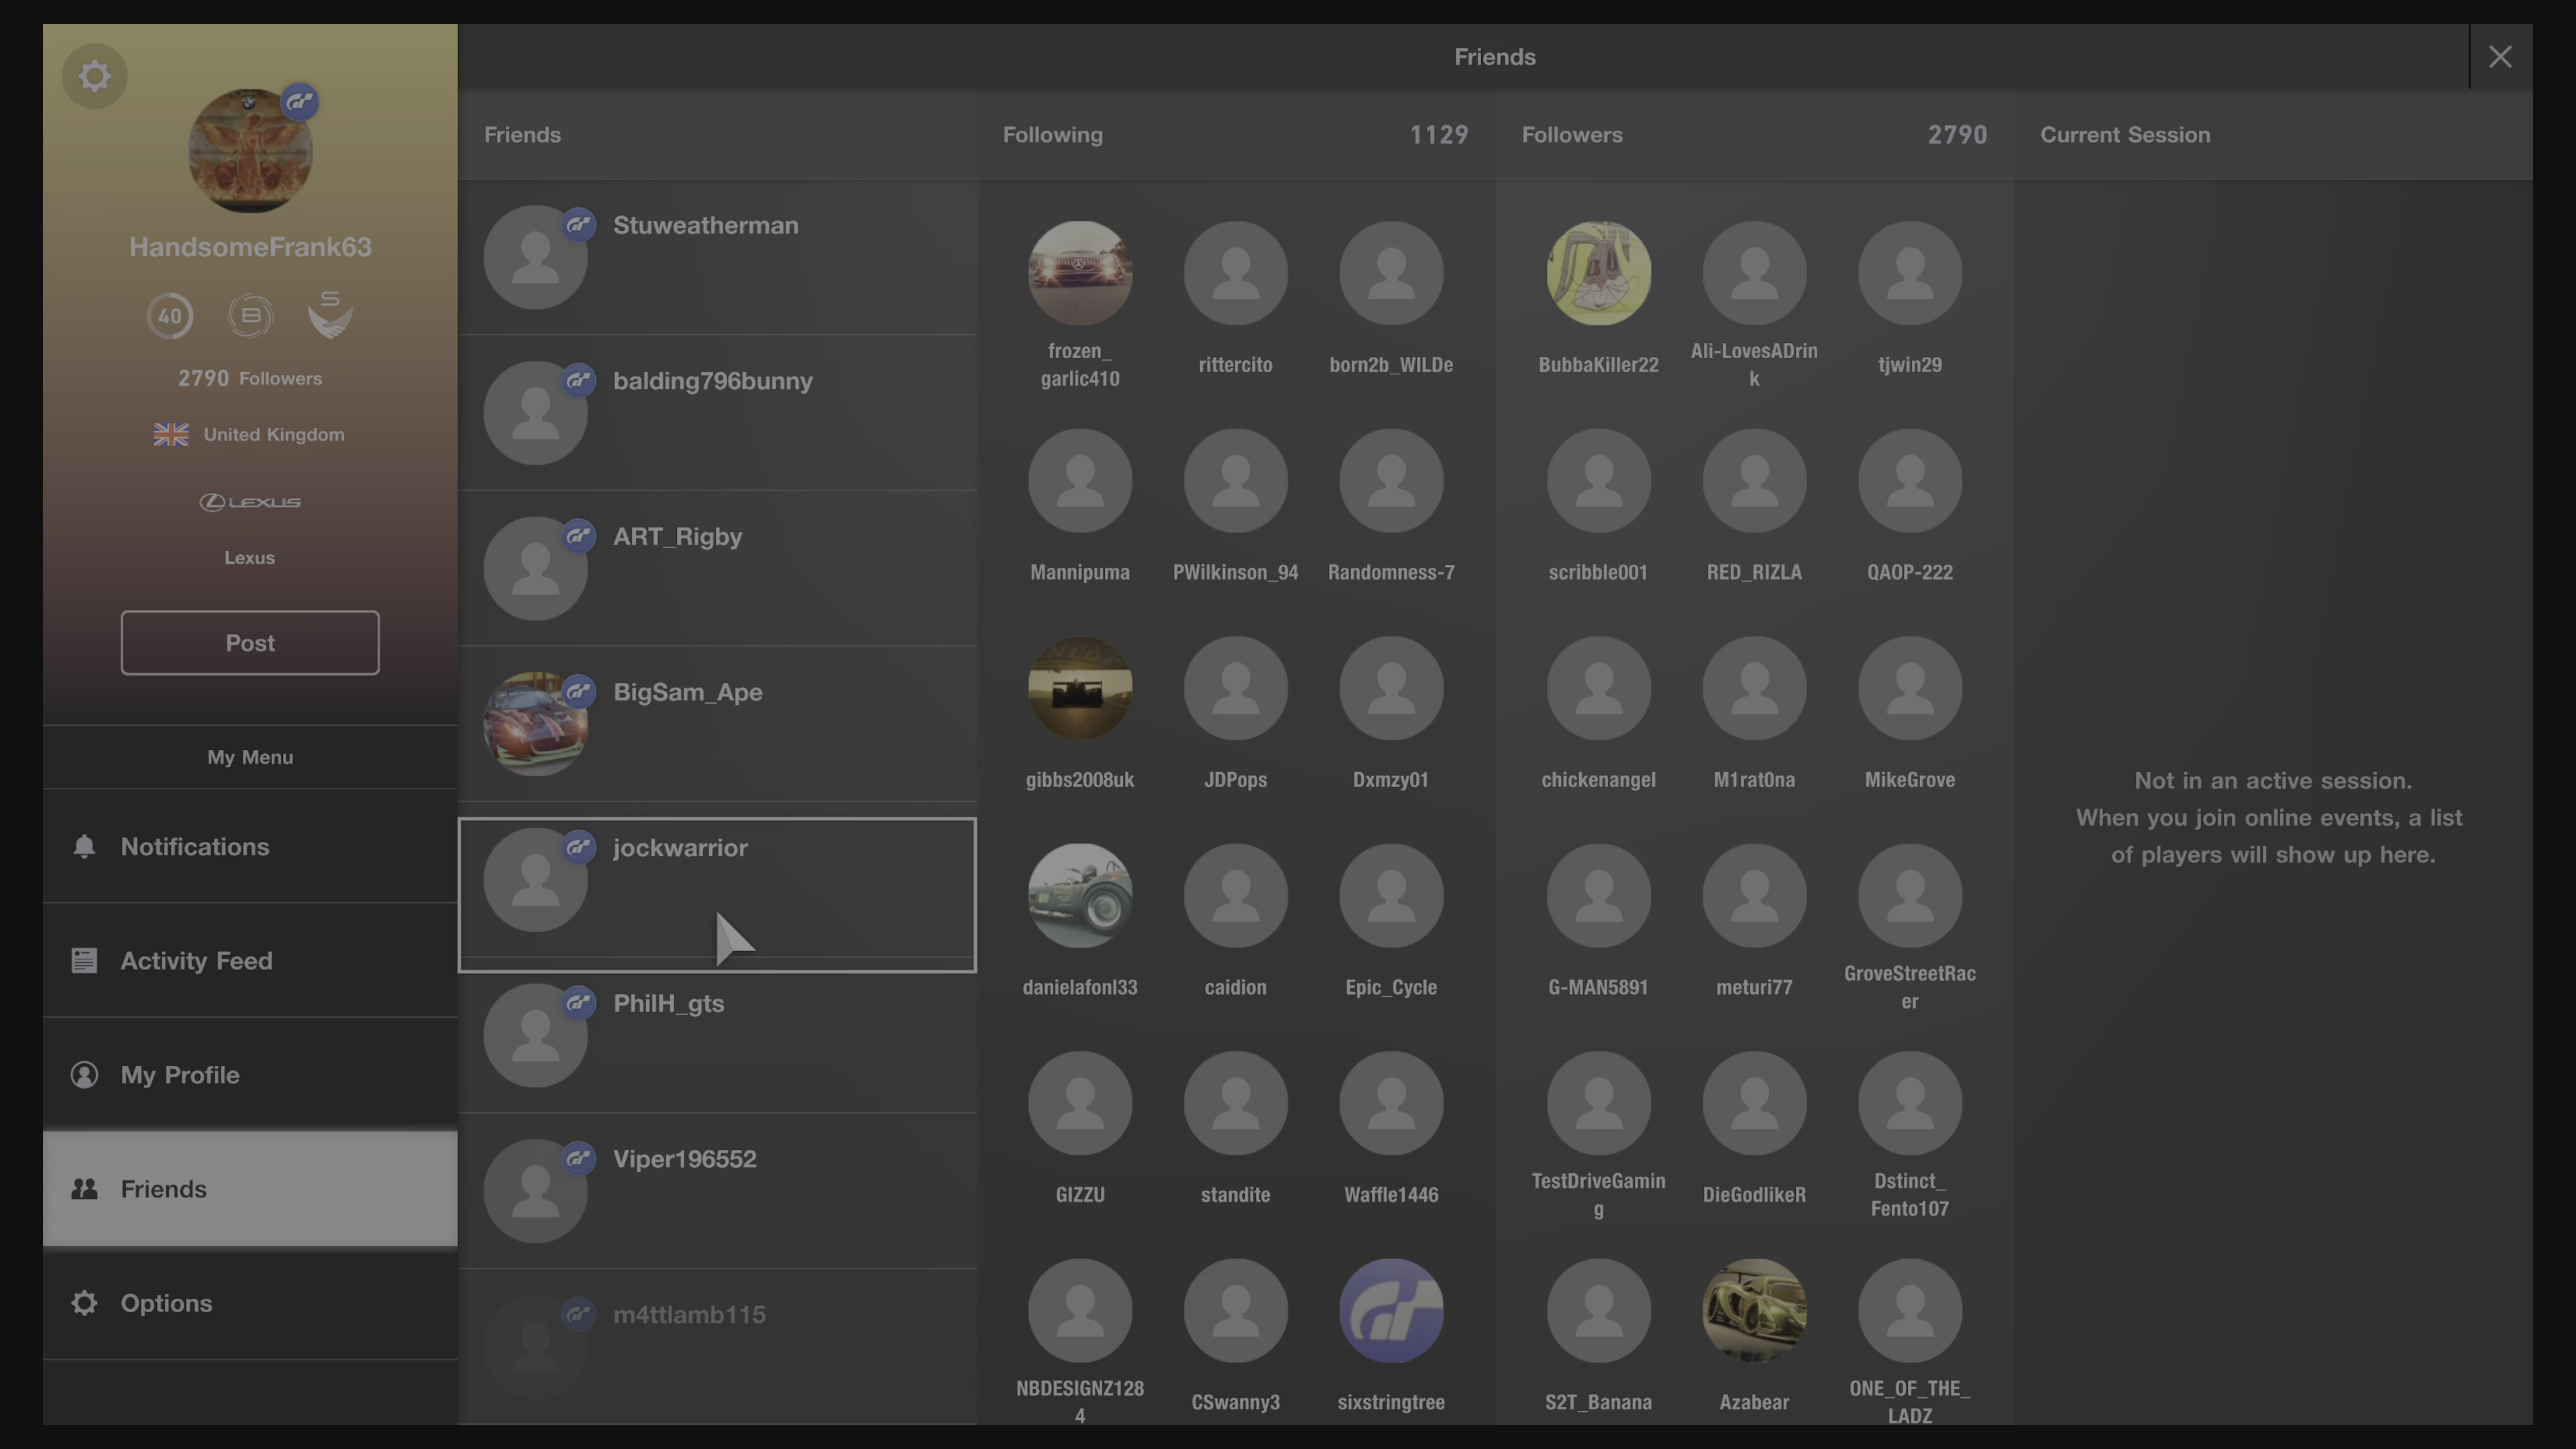 Friends
HandsomeFrank63
40 B S
2790 Followers
United Kingdom
LEXUS
Lexus
Post
My Menu
Notifications
Activity Feed
My Profile
Friends
Options
Friends
Stuweatherman
balding796bunny
ART_Rigby
BigSam_Ape
jockwarrior
PhilH_gts
Viper196552
m4ttlamb115
Following 1129
frozen_
garlic410
rittercito
born2b_WILDe
Mannipuma
PWilkinson_94
Randomness-7
gibbs2008uk
JDPops
Dxmzy01
danielafonl33
caidion
Epic_Cycle
GIZZU
standite
Waffle1446
NBDESIGNZ128
4
CSwanny3
sixstringtree
Followers 2790
BubbaKiller22
Ali-LovesADrin
k
tjwin29
scribble001
RED_RIZLA
QAOP-222
chickenangel
M1rat0na
MikeGrove
G-MAN5891
meturi77
GroveStreetRac
er
TestDriveGamin
g
DieGodlikeR
Dstinct_
Fento107
S2T_Banana
Azabear
ONE_OF_THE_
LADZ
Current Session
Not in an active session.
When you join online events, a list
of players will show up here.